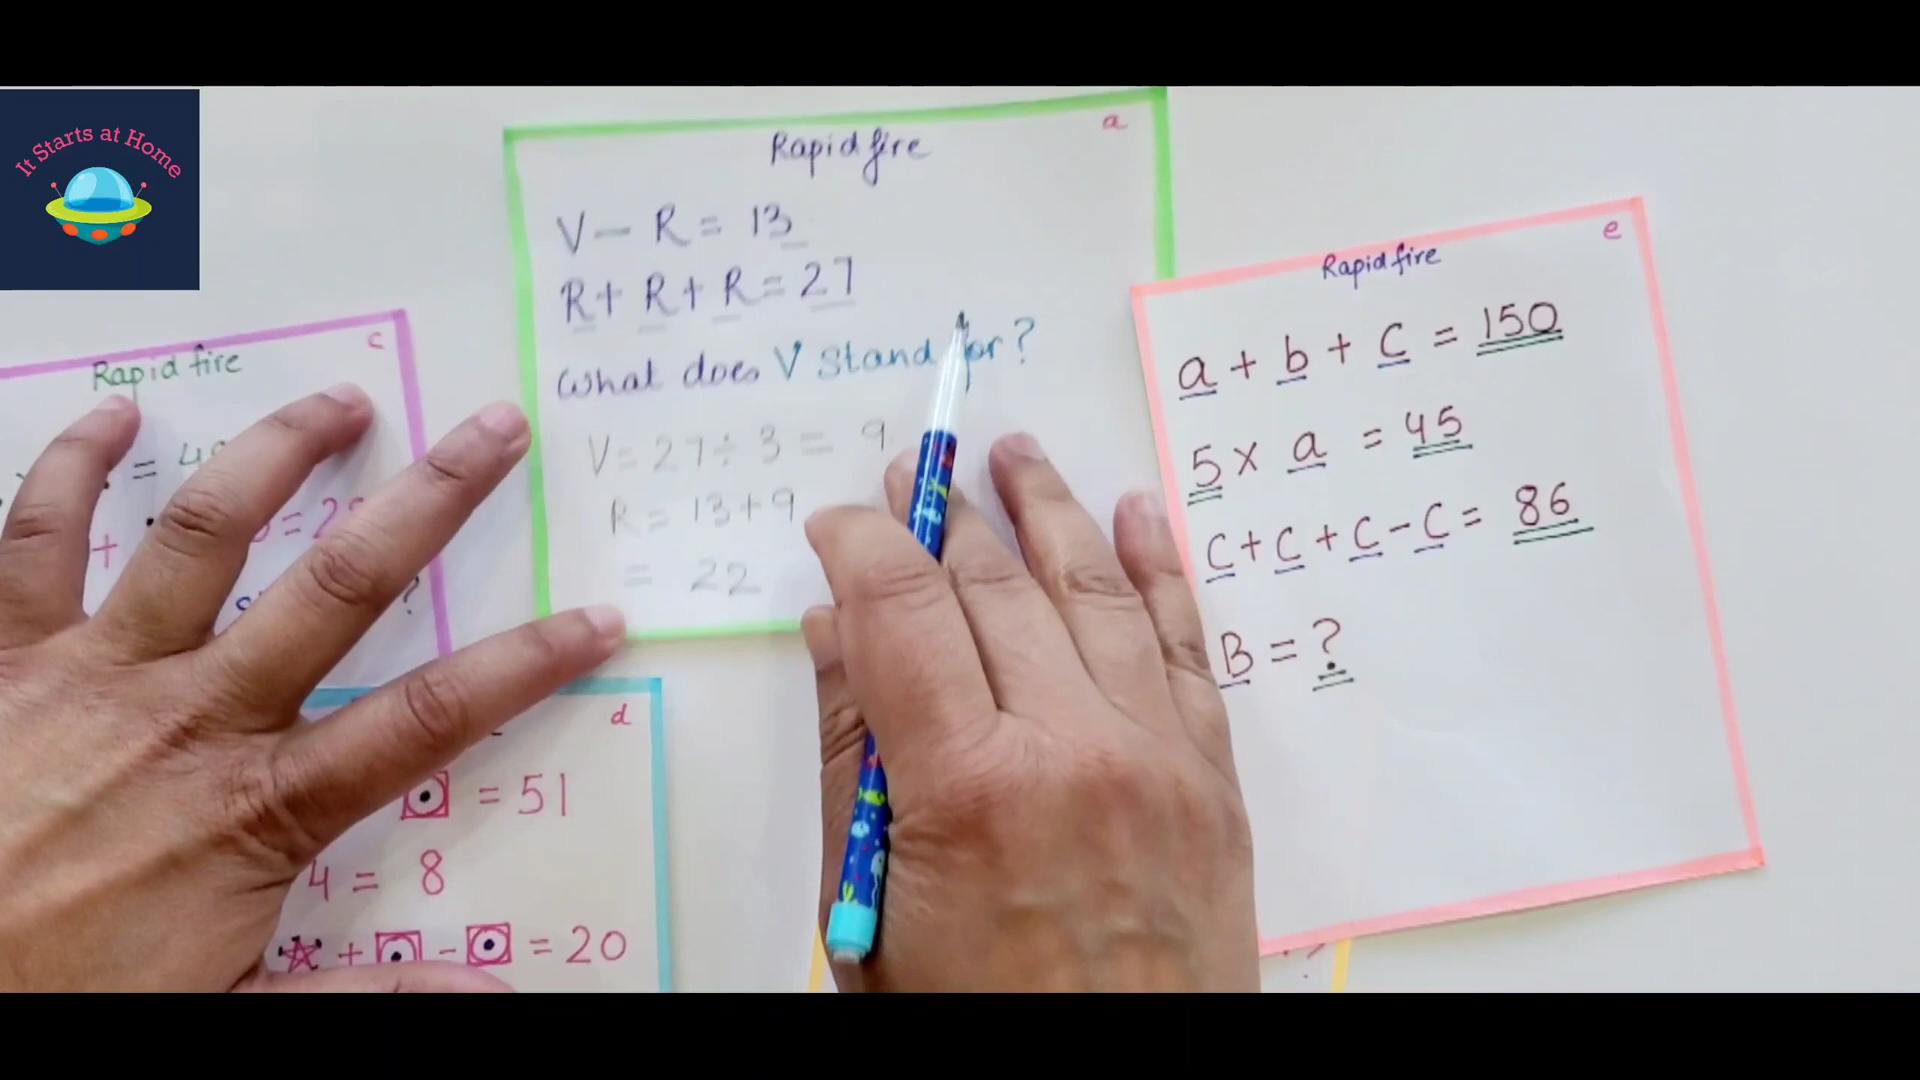 It Starts at Home
a
Rapid fire
V - R = 13
R + R + R = 27
What does V stand for?
V = 27 ÷ 3 = 9
R = 13 + 9
= 22
e
Rapid fire
a + b + c = 150
5 x a = 45
C + C + C - C = 86
B = ?
c
Rapid fire
=
+
= 2
?
d
= 51
4 = 8
+ - = 20
?